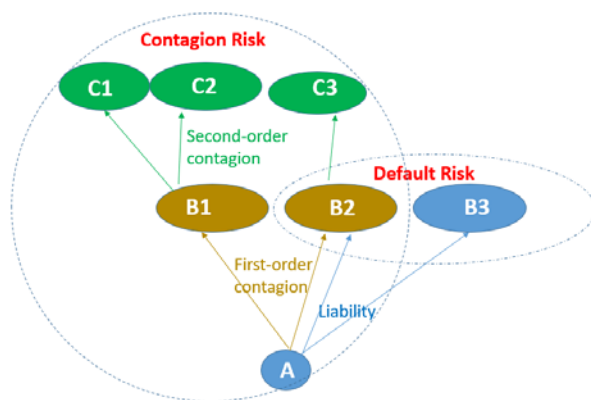 Contagion Risk
C1
C2
C3
Second-order
contagion
Default Risk
B1
B2
B3
First-order
contagion
Liability
A